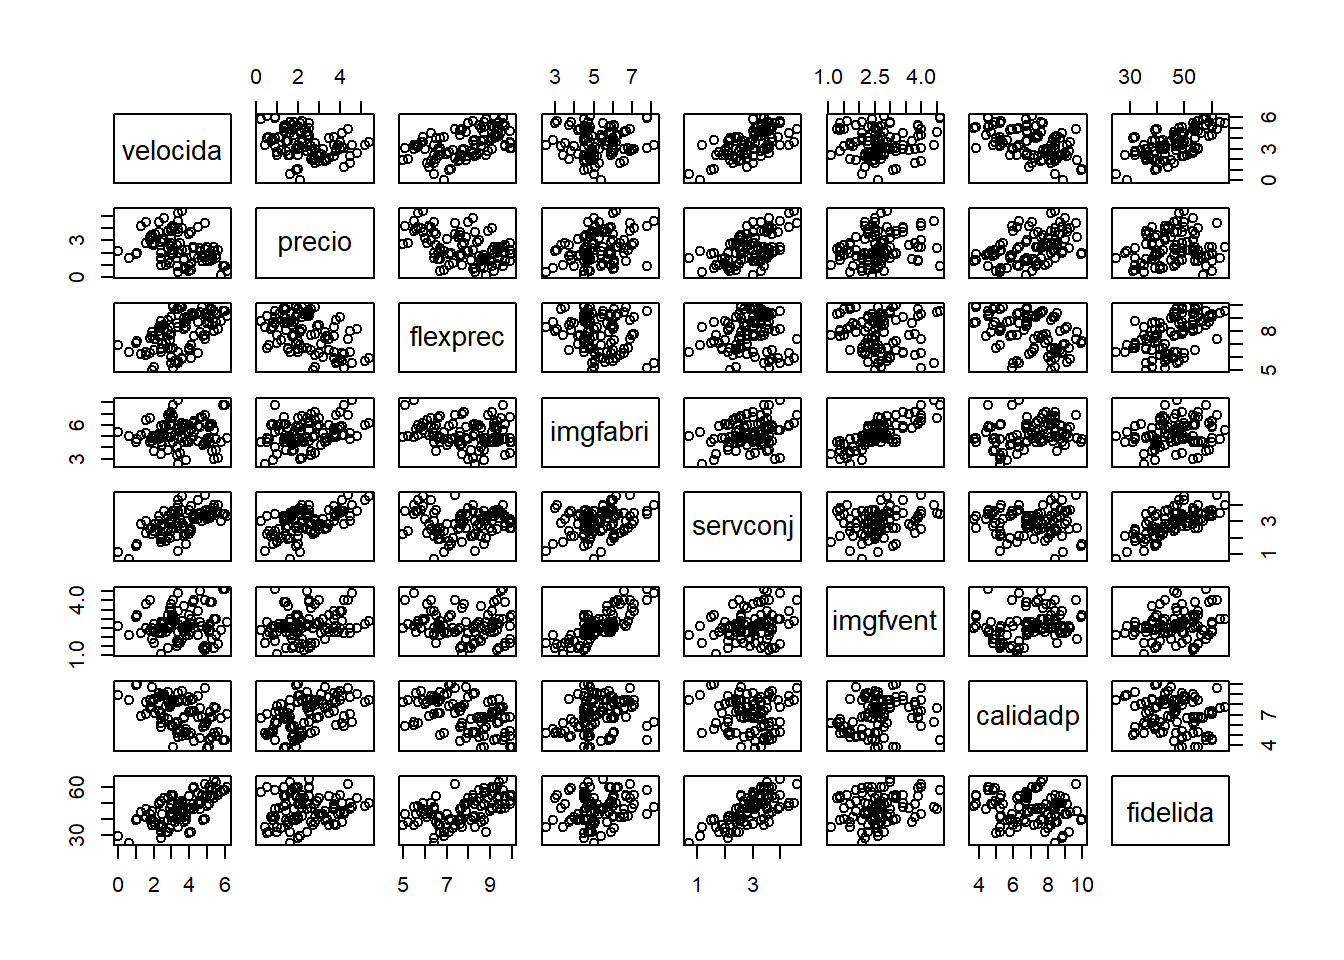 0 2 4 3 5 7 1.0 2.5 4.0 30 50
velocida 0 3 6
0 3 precio
flexprec 5 8
3 6 imgfabri
servconj 1 3
1.0 4.0 imgfvent
calidadp 4 7
30 60 fidelida
0 2 4 6 5 7 9 1 3 4 6 8 10